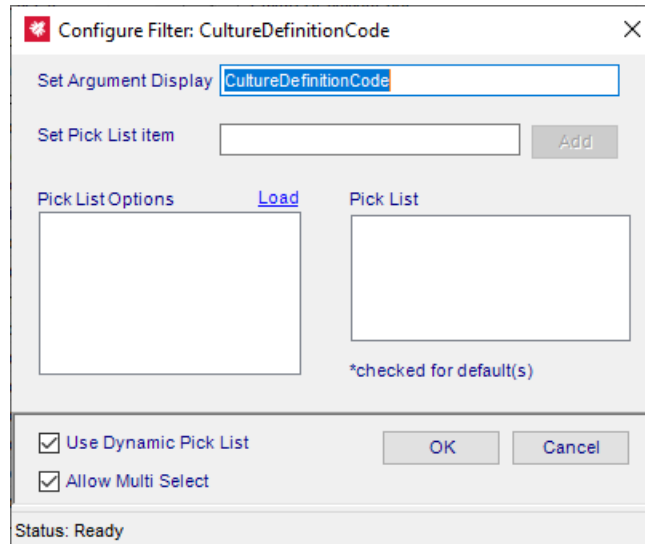 Configure Filter: CultureDefinitionCode
Set Argument Display CultureDefinitionCode
Set Pick List item Add
Pick List Options Load Pick List
*checked for default(s)
Use Dynamic Pick List OK Cancel
Allow Multi Select
Status: Ready